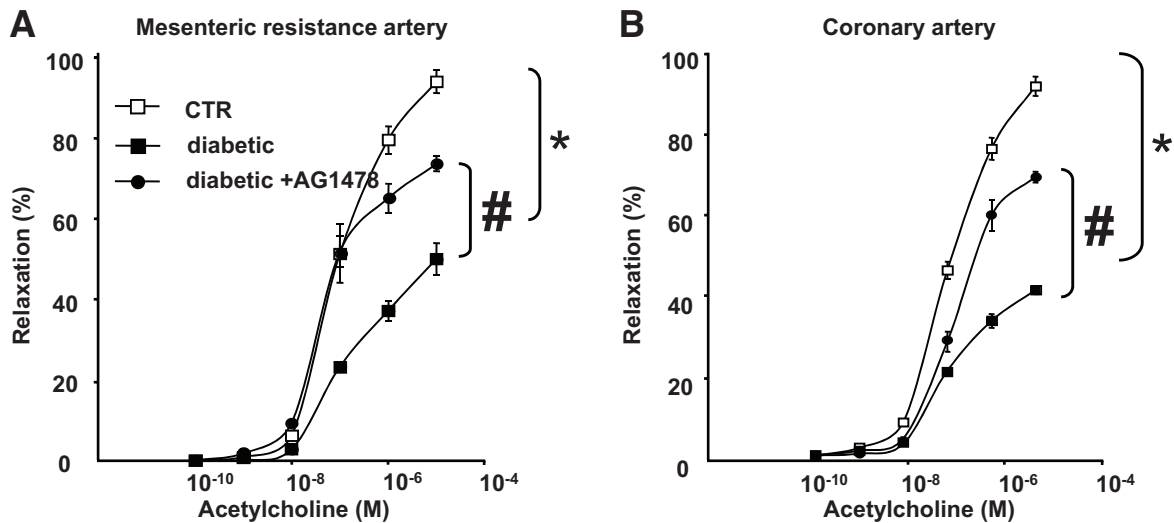 A
Mesenteric resistance artery
100
80
60
40
20
0
Relaxation (%)
CTR
diabetic
diabetic +AG1478
*
#
10⁻¹⁰
10⁻⁸
10⁻⁶
10⁻⁴
Acetylcholine (M)
B
Coronary artery
100
80
60
40
20
0
Relaxation (%)
*
#
10⁻¹⁰
10⁻⁸
10⁻⁶
10⁻⁴
Acetylcholine (M)